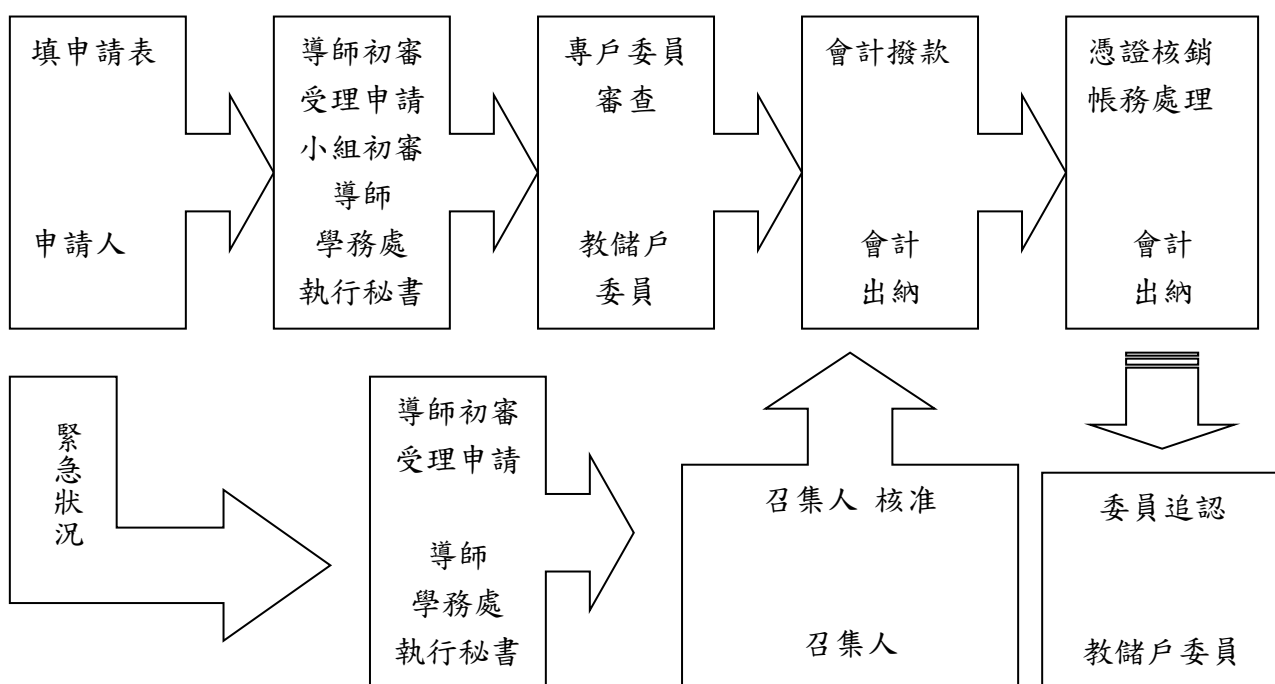 填申請表
申請人
導師初審
受理申請
小組初審
導師
學務處
執行秘書
專戶委員
審查
教儲戶
委員
會計撥款
會計
出納
憑證核銷
帳務處理
會計
出納
緊急狀況
導師初審
受理申請
導師
學務處
執行秘書
召集人 核准
召集人
委員追認
教儲戶委員